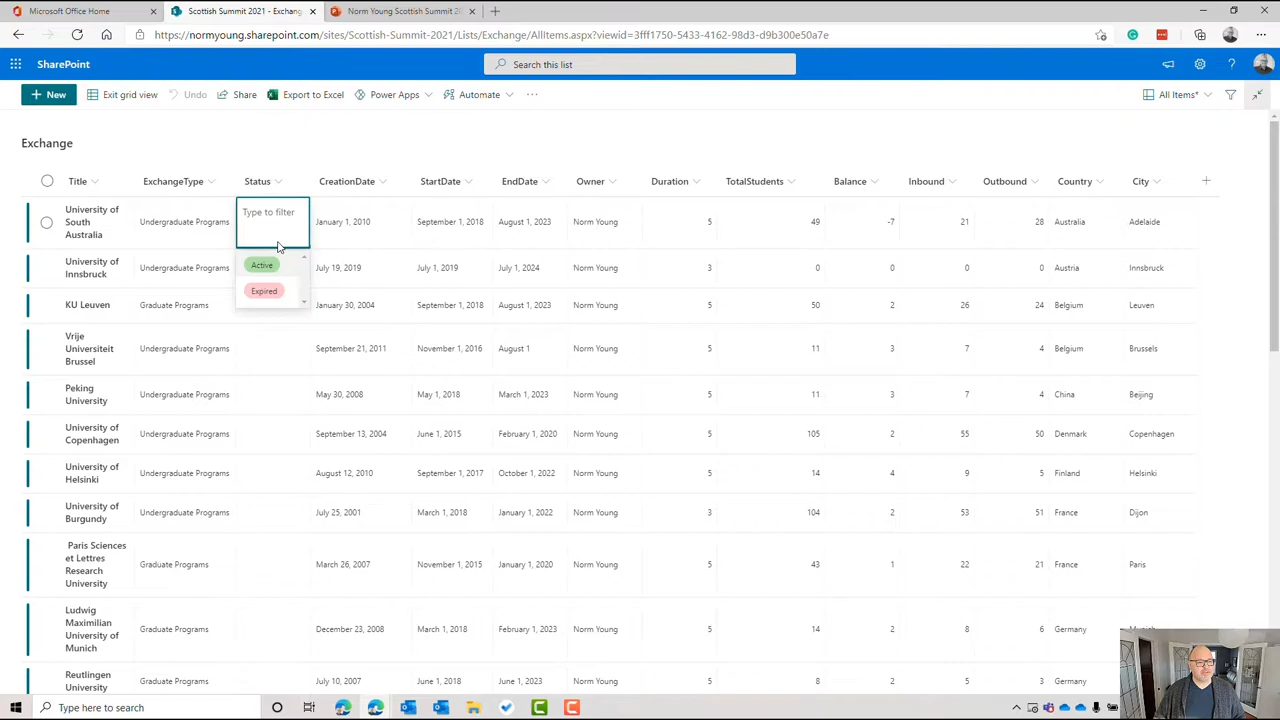 Microsoft Office Home
Scottish Summit 2021 - Exchang
Norm Young Scottish Summit 20
https://normyoung.sharepoint.com/sites/Scottish-Summit-2021/Lists/Exchange/AllItems.aspx?viewid=3fff1750-5433-4162-98d3-d9b300e50a7e
SharePoint
Search this list
New Exit grid view Undo Share Export to Excel Power Apps Automate All Items*
Exchange
Title ExchangeType Status CreationDate StartDate EndDate Owner Duration TotalStudents Balance Inbound Outbound Country City
University of South Australia Undergraduate Programs Type to filter January 1, 2010 September 1, 2018 August 1, 2023 Norm Young 5 49 -7 21 28 Australia Adelaide
Active
University of Innsbruck Undergraduate Programs July 19, 2019 July 1, 2019 July 1, 2024 Norm Young 3 0 0 0 0 Austria Innsbruck
Expired
KU Leuven Graduate Programs January 30, 2004 September 1, 2018 August 1, 2023 Norm Young 5 50 2 26 24 Belgium Leuven
Vrije Universiteit Brussel Undergraduate Programs September 21, 2011 November 1, 2016 August 1 Norm Young 5 11 3 7 4 Belgium Brussels
Peking University Undergraduate Programs May 30, 2008 May 1, 2018 March 1, 2023 Norm Young 5 11 3 7 4 China Beijing
University of Copenhagen Undergraduate Programs September 13, 2004 June 1, 2015 February 1, 2020 Norm Young 5 105 2 55 50 Denmark Copenhagen
University of Helsinki Undergraduate Programs August 12, 2010 September 1, 2017 October 1, 2022 Norm Young 5 14 4 9 5 Finland Helsinki
University of Burgundy Undergraduate Programs July 25, 2001 March 1, 2018 January 1, 2022 Norm Young 3 104 2 53 51 France Dijon
Paris Sciences et Lettres Research University Graduate Programs March 26, 2007 November 1, 2015 January 1, 2020 Norm Young 5 43 1 22 21 France Paris
Ludwig Maximilian University of Munich Graduate Programs December 23, 2008 March 1, 2018 February 1, 2023 Norm Young 5 14 2 8 6 Germany
Reutlingen University Graduate Programs July 10, 2007 June 1, 2018 June 1, 2023 Norm Young 5 8 2 5 3 Germany
Type here to search